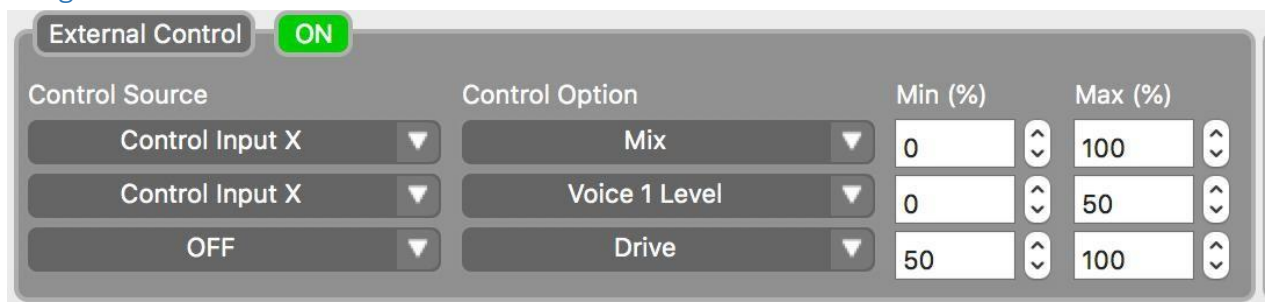 External Control ON
Control Source Control Option Min (%) Max (%)
Control Input X Mix 0 100
Control Input X Voice 1 Level 0 50
OFF Drive 50 100